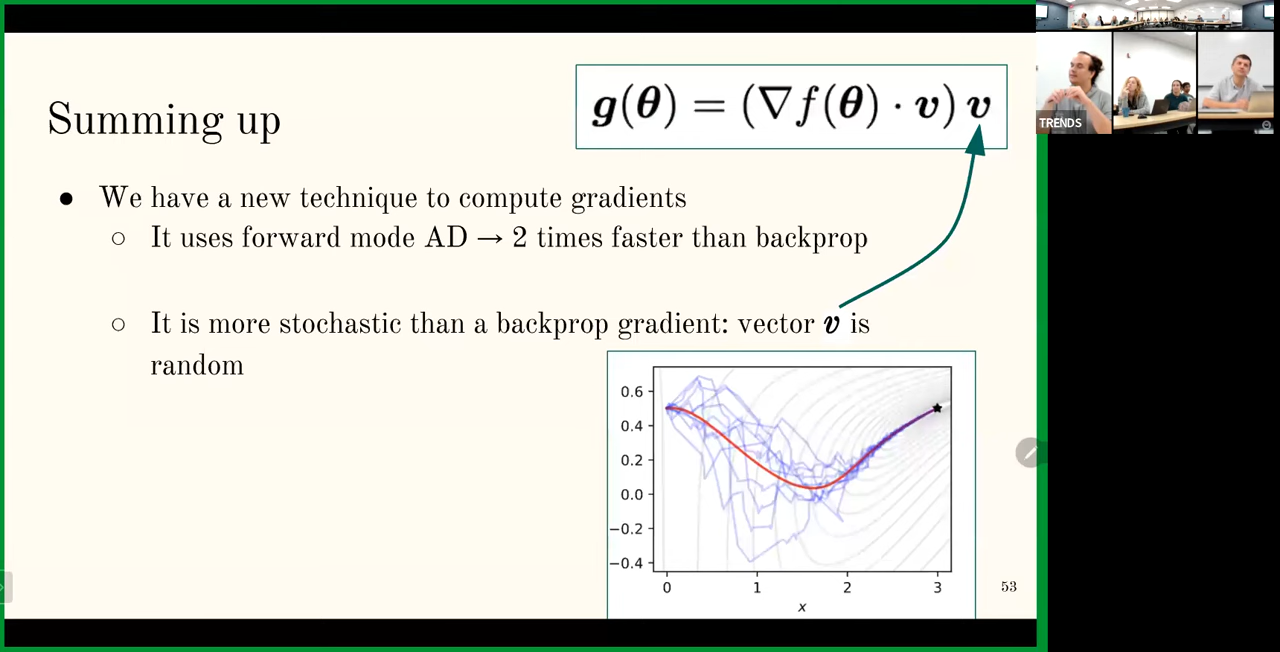 Summing up
g(θ) = (∇f(θ) · v) v
● We have a new technique to compute gradients
○ It uses forward mode AD → 2 times faster than backprop
○ It is more stochastic than a backprop gradient: vector v is
random
0.6
0.4
0.2
0.0
−0.2
−0.4
0 1 2 3
x
53
TRENDS